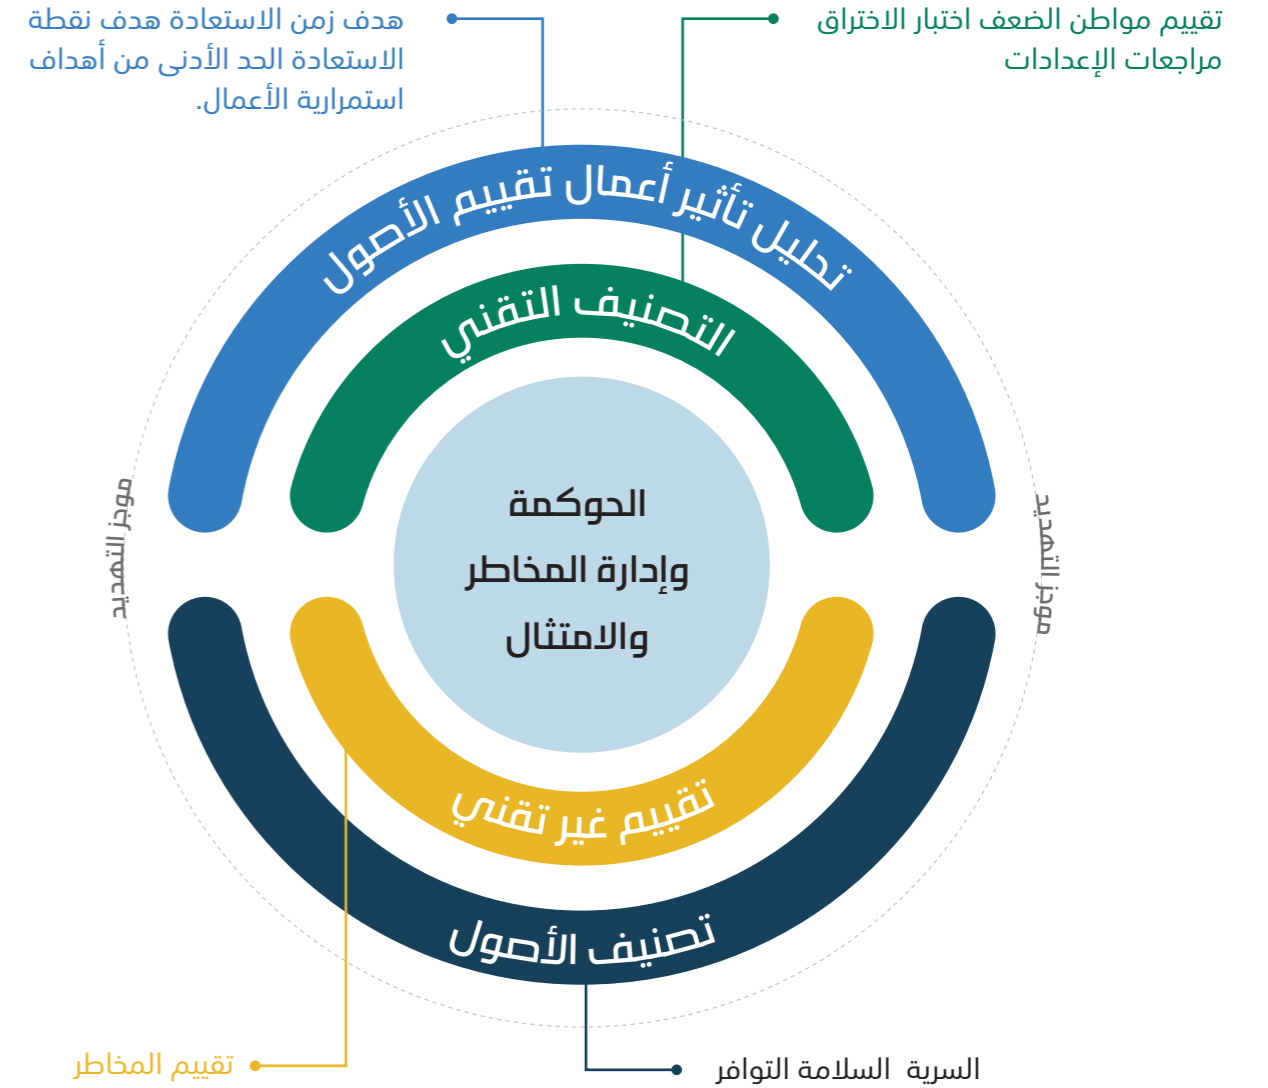 تقييم مواطن الضعف اختبار الاختراق
مراجعات الإعدادات
هدف زمن الاستعادة هدف نقطة
الاستعادة الحد الأدنى من أهداف
استمرارية الأعمال.
تحليل تأثير أعمال تقييم الأصول
التصنيف التقني
الحوكمة
وإدارة المخاطر
والامتثال
موجز التهديد
موجز التهديد
تقييم غير تقني
تصنيف الأصول
السرية السلامة التوافر
تقييم المخاطر